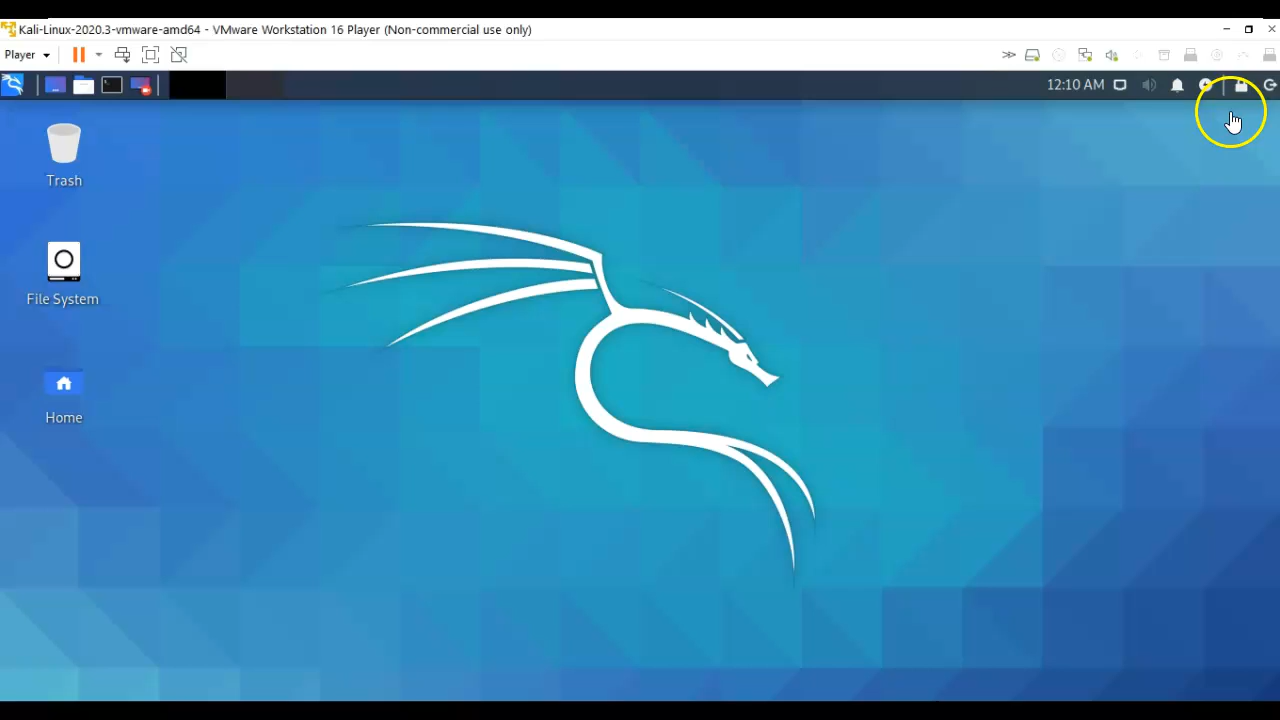 Kali-Linux-2020.3-vmware-amd64 - VMware Workstation 16 Player (Non-commercial use only)
Player
12:10 AM
Trash
File System
Home